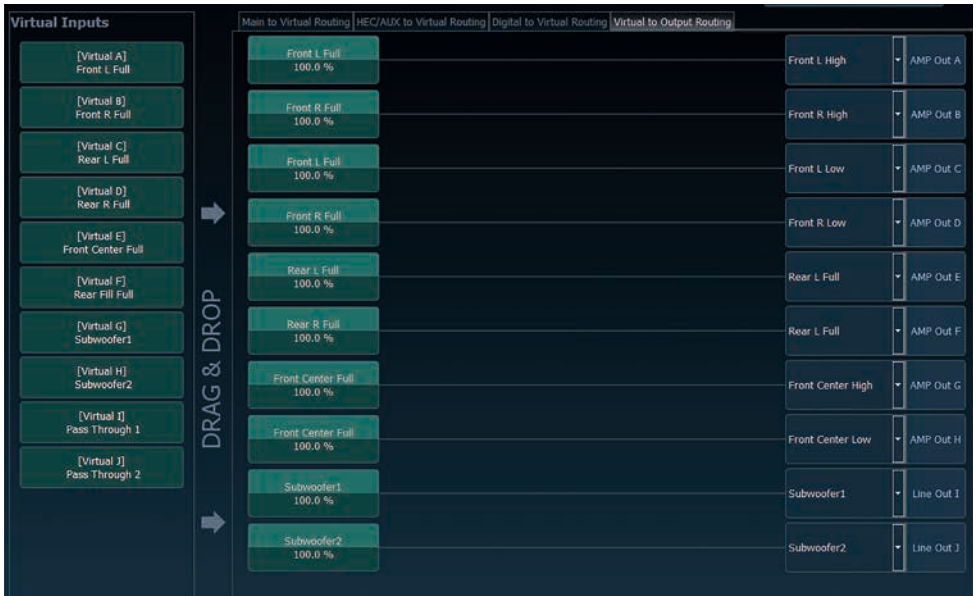 Virtual Inputs
Main to Virtual Routing HEC/AUX to Virtual Routing Digital to Virtual Routing Virtual to Output Routing
[Virtual A]
Front L Full
[Virtual B]
Front R Full
[Virtual C]
Rear L Full
[Virtual D]
Rear R Full
[Virtual E]
Front Center Full
[Virtual F]
Rear Fill Full
[Virtual G]
Subwoofer1
[Virtual H]
Subwoofer2
[Virtual I]
Pass Through 1
[Virtual J]
Pass Through 2
DRAG & DROP
Front L Full
100.0 %
Front L High
AMP Out A
Front R Full
100.0 %
Front R High
AMP Out B
Front L Full
100.0 %
Front L Low
AMP Out C
Front R Full
100.0 %
Front R Low
AMP Out D
Rear L Full
100.0 %
Rear L Full
AMP Out E
Rear R Full
100.0 %
Rear L Full
AMP Out F
Front Center Full
100.0 %
Front Center High
AMP Out G
Front Center Full
100.0 %
Front Center Low
AMP Out H
Subwoofer1
100.0 %
Subwoofer1
Line Out I
Subwoofer2
100.0 %
Subwoofer2
Line Out J